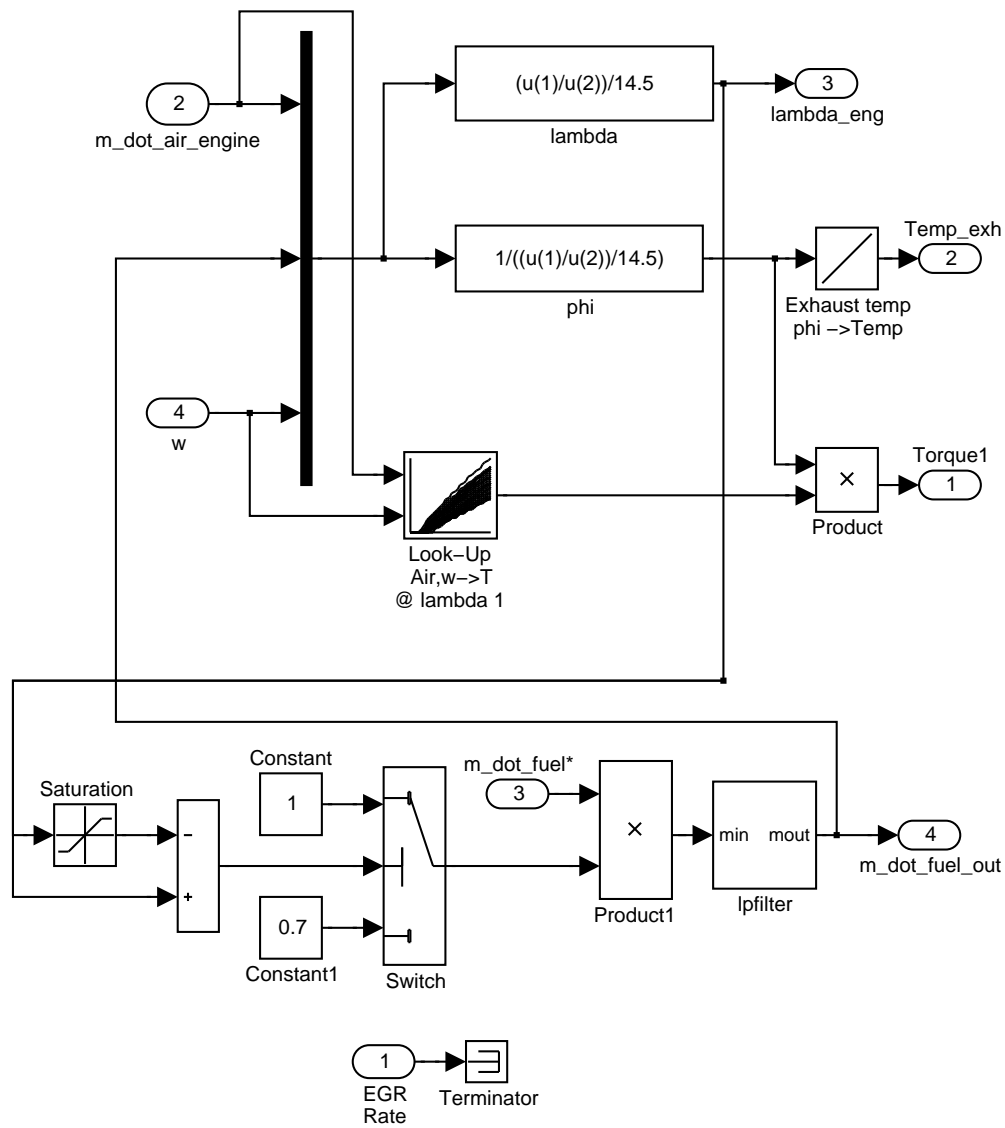 2
m_dot_air_engine
(u(1)/u(2))/14.5
lambda
3
lambda_eng
1/((u(1)/u(2))/14.5)
phi
Exhaust temp
phi −>Temp
Temp_exh
2
4
w
Look−Up
Air,w−>T
@ lambda 1
×
Product
Torque1
1
Saturation
−
+
Constant
1
0.7
Constant1
Switch
m_dot_fuel*
3
×
Product1
min mout
lpfilter
4
m_dot_fuel_out
1
EGR
Rate
Terminator